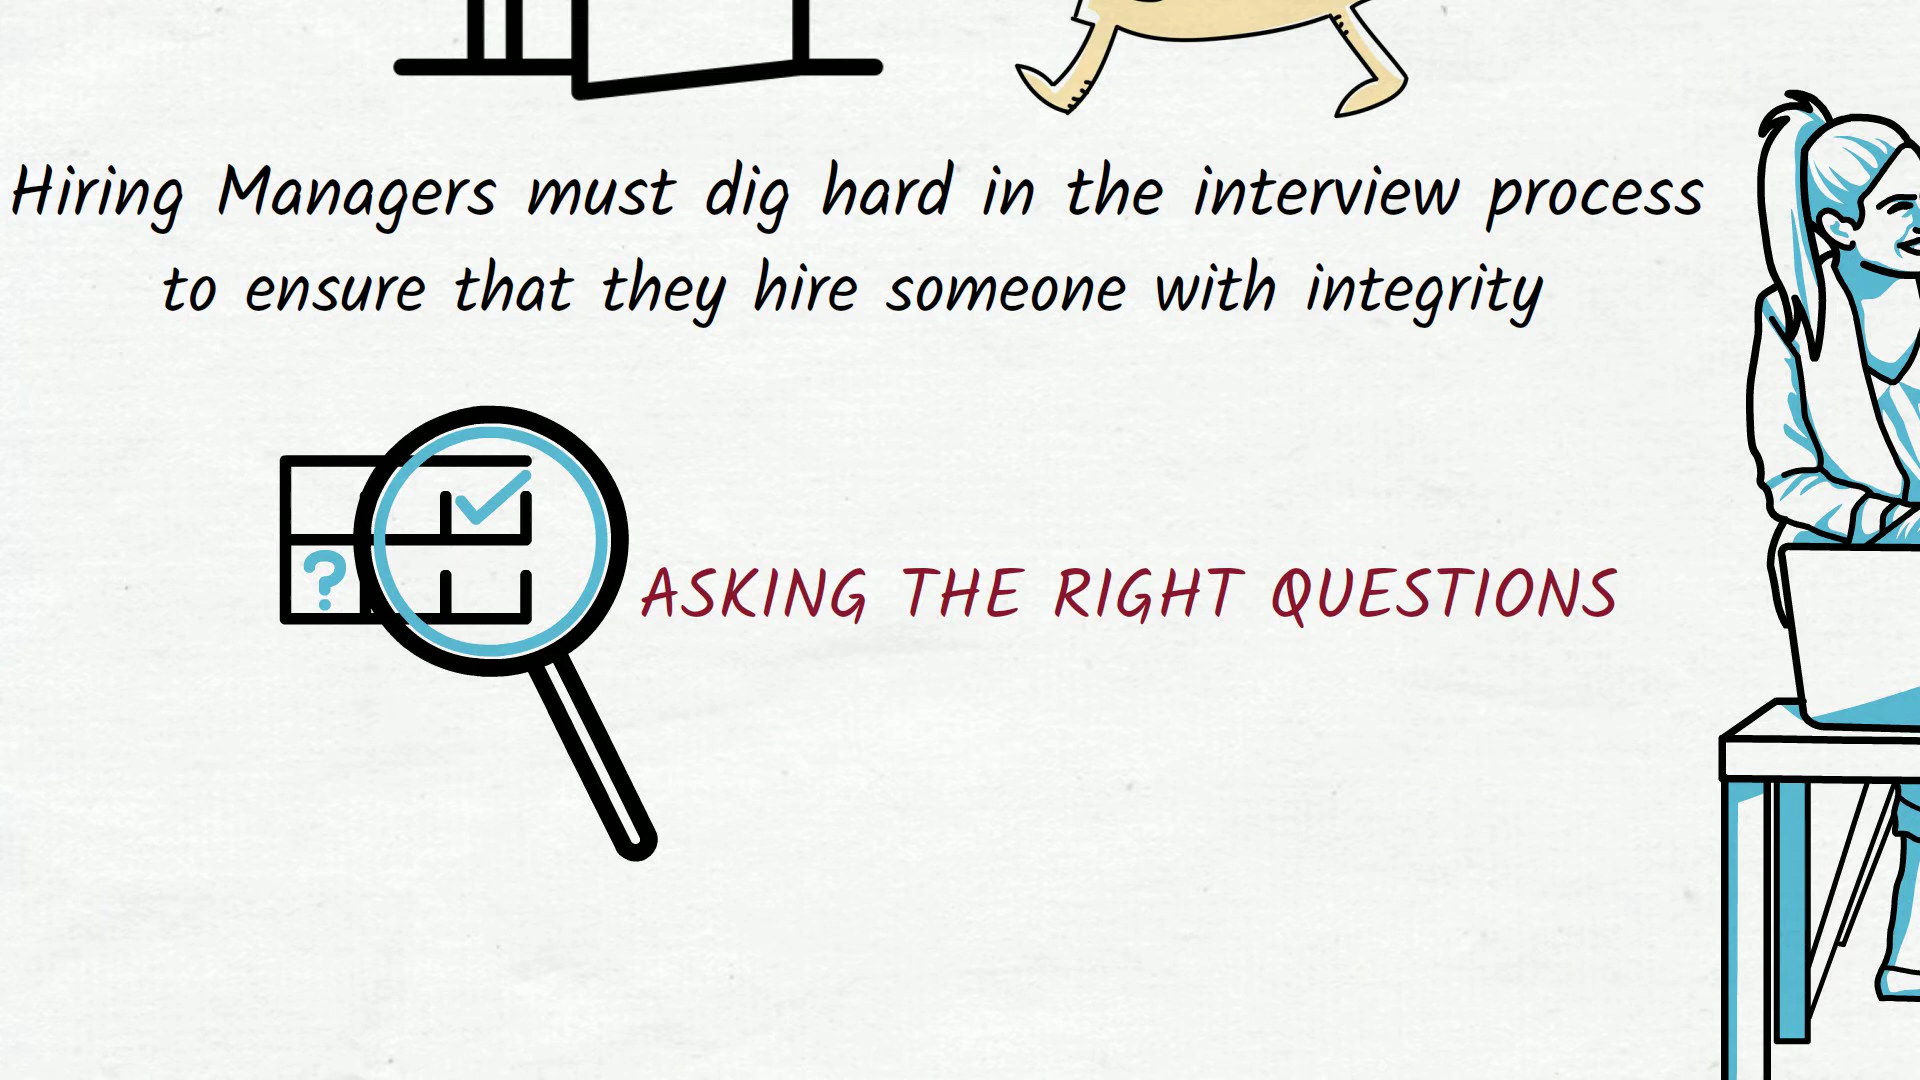 Hiring Managers must dig hard in the interview process
to ensure that they hire someone with integrity
?
ASKING THE RIGHT QUESTIONS